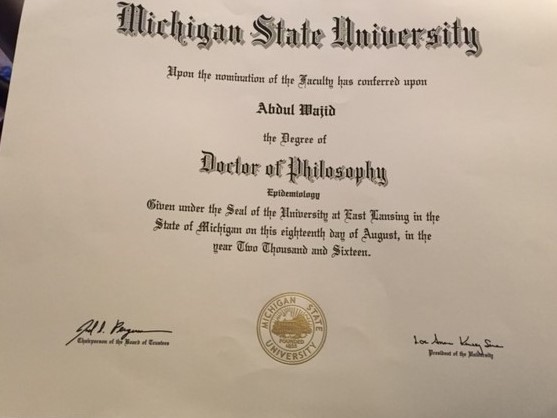 Michigan State University
Upon the nomination of the Faculty has conferred upon
Abdul Wajid
the Degree of
Doctor of Philosophy
Epidemiology
Given under the Seal of the University at East Lansing in the
State of Michigan on this eighteenth day of August, in the
year Two Thousand and Sixteen.
MICHIGAN STATE
UNIVERSITY
FOUNDED
1855
Chairperson of the Board of Trustees
President of the University